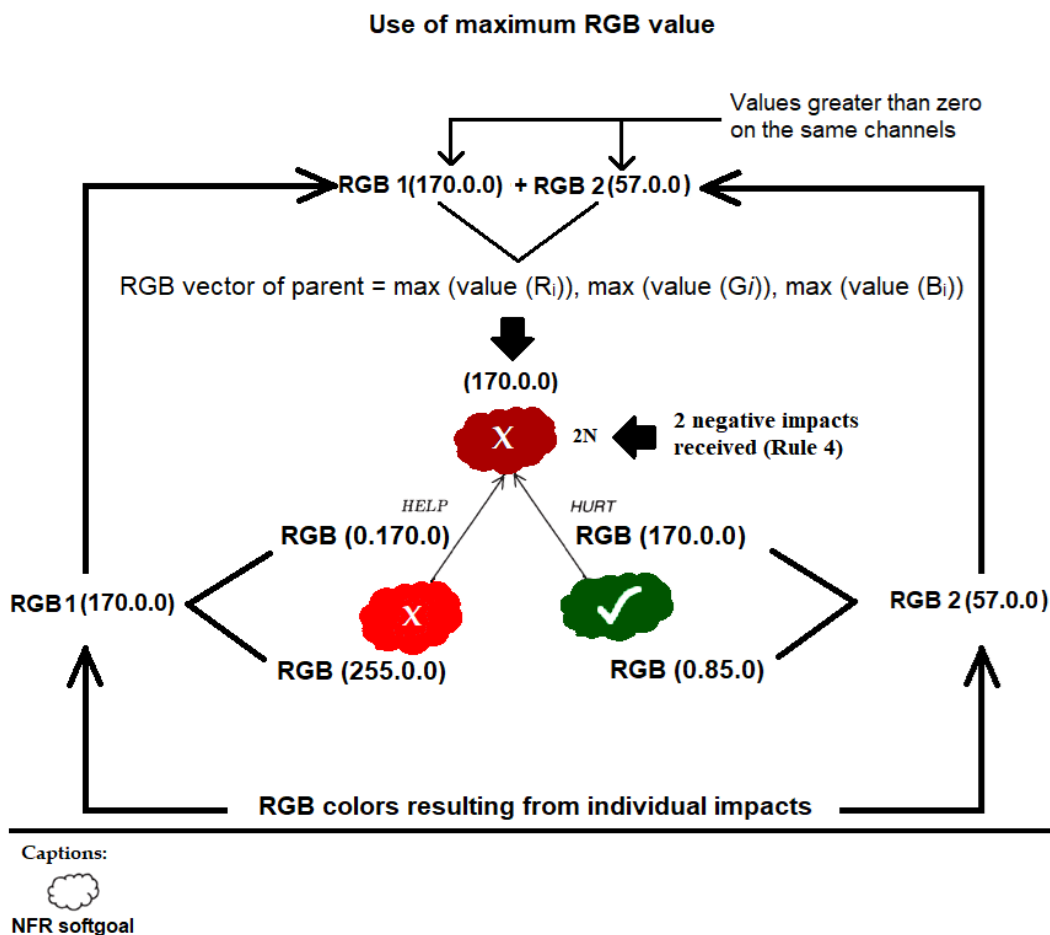 Use of maximum RGB value
Values greater than zero
on the same channels
RGB 1(170.0.0) + RGB 2(57.0.0)
RGB vector of parent = max (value (Ri)), max (value (Gi)), max (value (Bi))
(170.0.0)
X
2N
2 negative impacts
received (Rule 4)
HELP
HURT
RGB (0.170.0)
RGB (170.0.0)
RGB 1 (170.0.0)
X
RGB 2 (57.0.0)
RGB (255.0.0)
RGB (0.85.0)
RGB colors resulting from individual impacts
Captions:
NFR softgoal